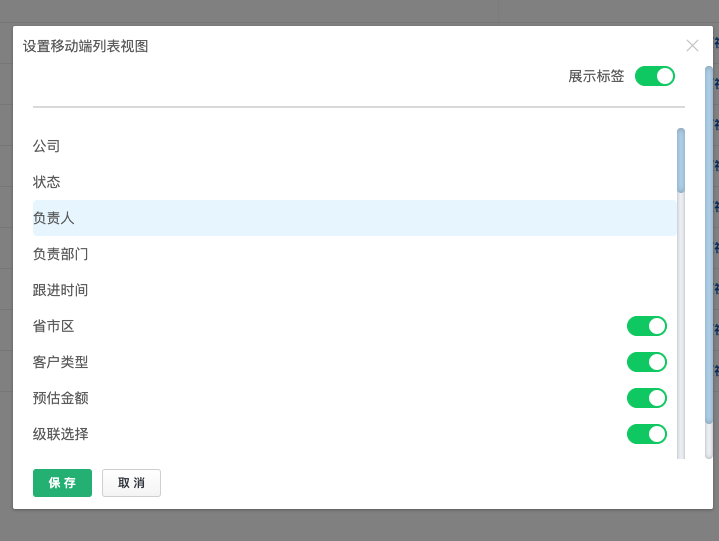 设置移动端列表视图
展示标签
公司
状态
负责人
负责部门
跟进时间
省市区
客户类型
预估金额
级联选择
保存 取消